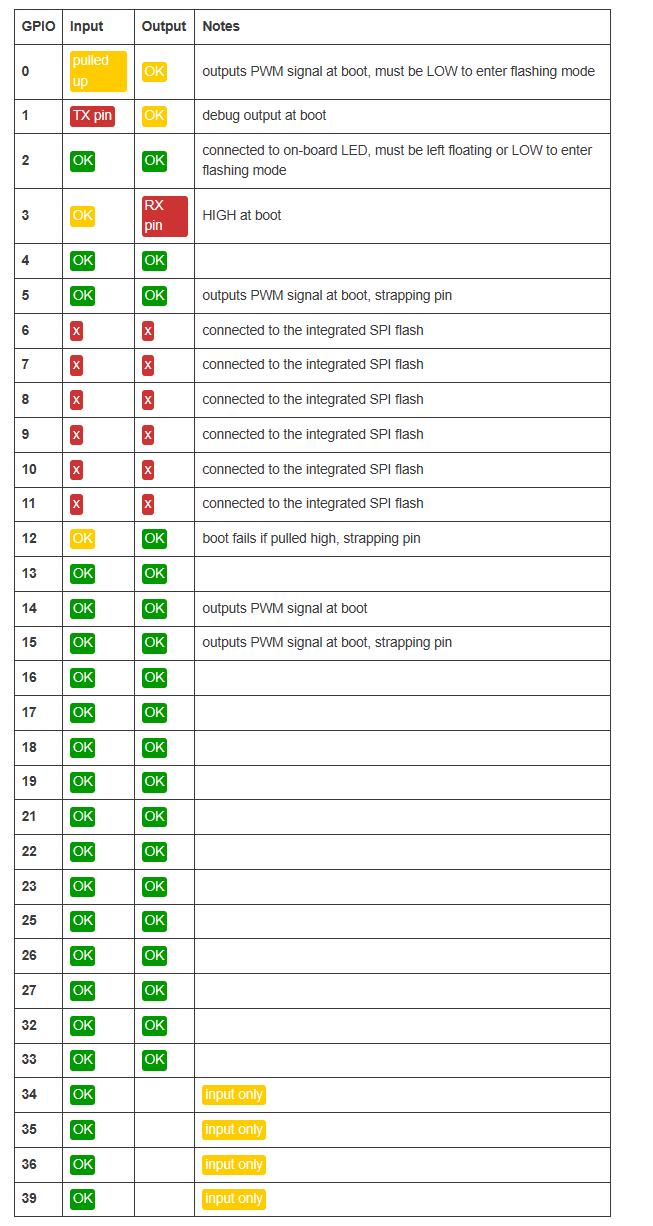 GPIO Input Output Notes
0 pulled up OK outputs PWM signal at boot, must be LOW to enter flashing mode
1 TX pin OK debug output at boot
2 OK OK connected to on-board LED, must be left floating or LOW to enter
flashing mode
3 OK RX pin HIGH at boot
4 OK OK
5 OK OK outputs PWM signal at boot, strapping pin
6 x x connected to the integrated SPI flash
7 x x connected to the integrated SPI flash
8 x x connected to the integrated SPI flash
9 x x connected to the integrated SPI flash
10 x x connected to the integrated SPI flash
11 x x connected to the integrated SPI flash
12 OK OK boot fails if pulled high, strapping pin
13 OK OK
14 OK OK outputs PWM signal at boot
15 OK OK outputs PWM signal at boot, strapping pin
16 OK OK
17 OK OK
18 OK OK
19 OK OK
21 OK OK
22 OK OK
23 OK OK
25 OK OK
26 OK OK
27 OK OK
32 OK OK
33 OK OK
34 OK input only
35 OK input only
36 OK input only
39 OK input only